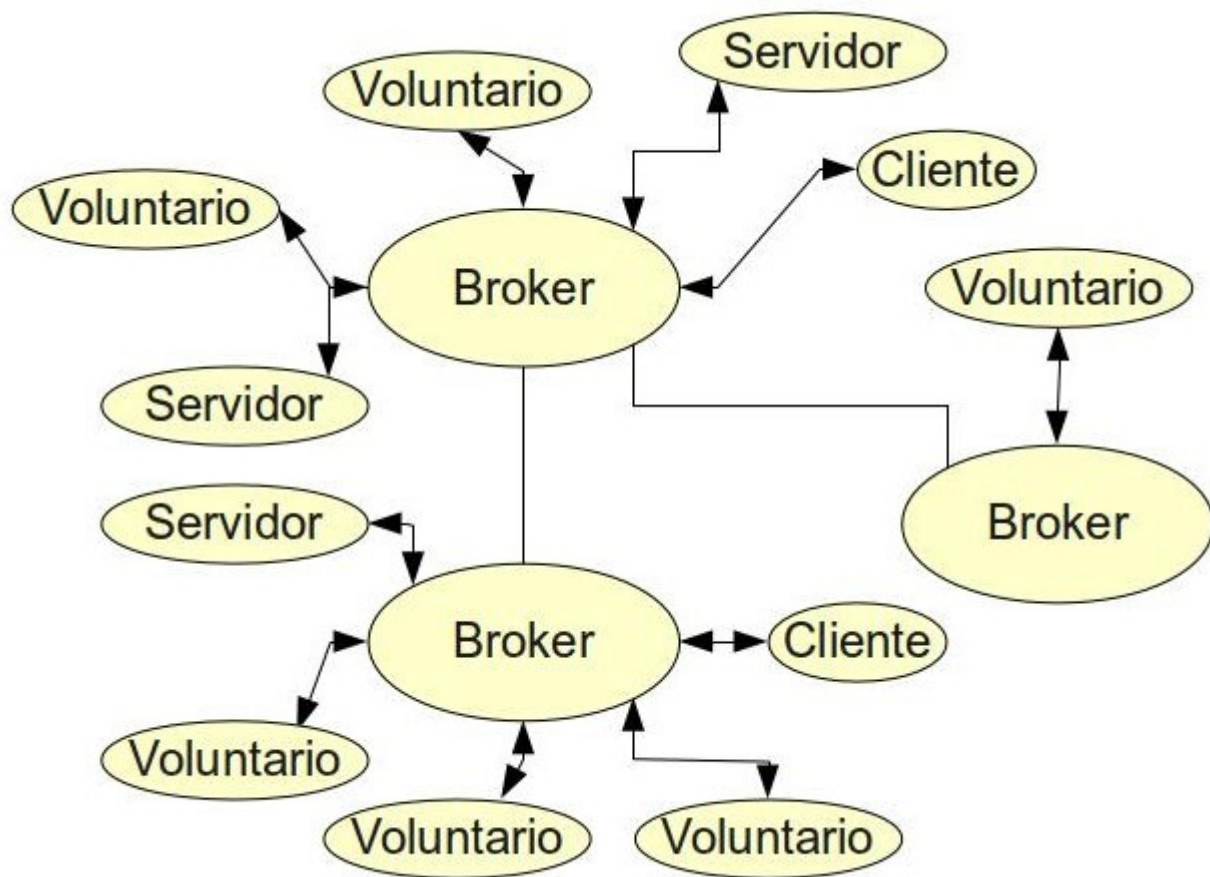 Servidor
Voluntario
Cliente
Voluntario
Broker
Voluntario
Servidor
Servidor
Broker
Broker
Cliente
Voluntario
Voluntario
Voluntario